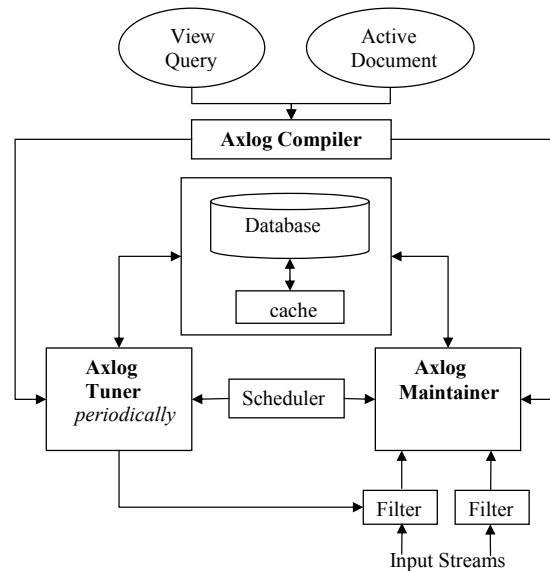 View
Query
Active
Document
Axlog Compiler
Database
cache
Axlog
Tuner
periodically
Scheduler
Axlog
Maintainer
Filter
Filter
Input Streams